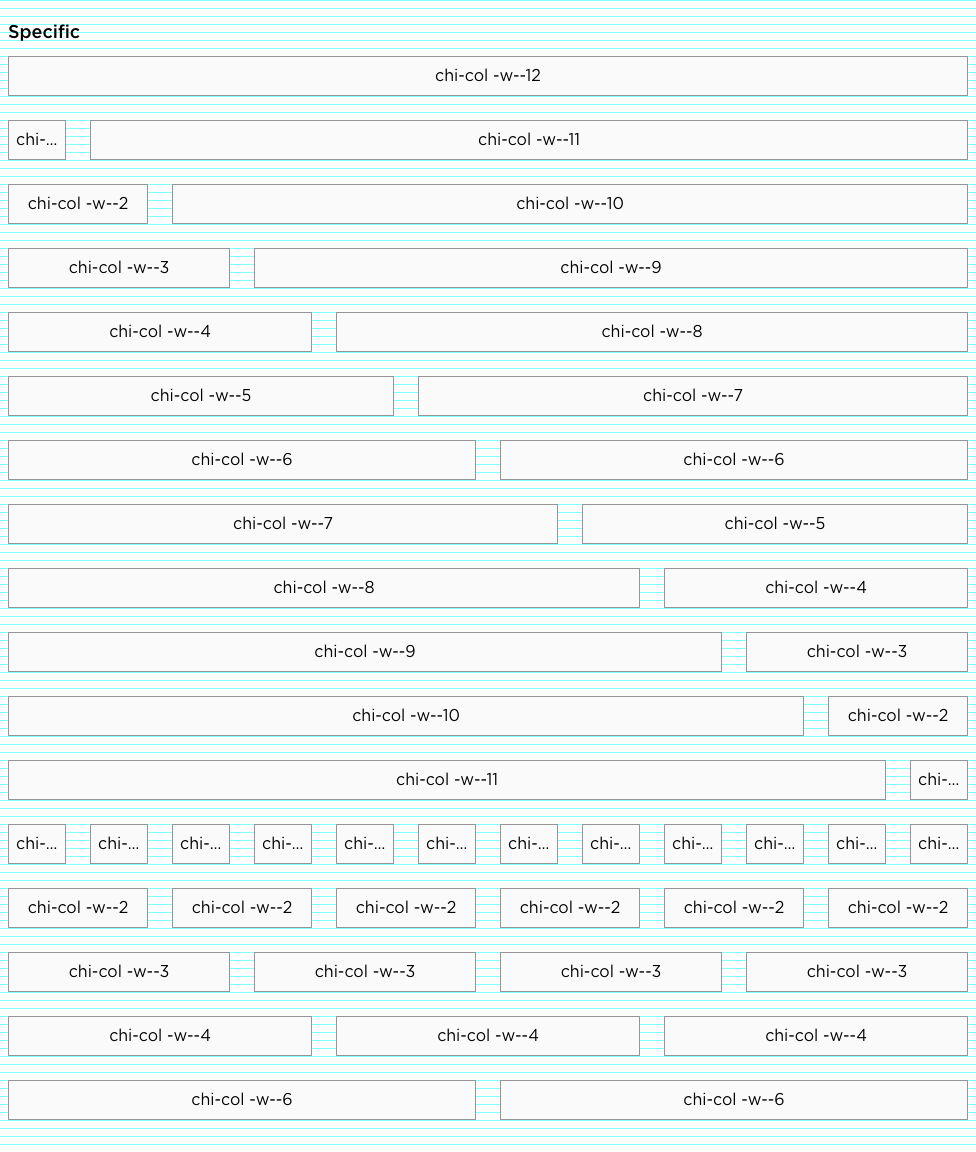 Specific
chi-col -w--12
chi-... chi-col -w--11
chi-col -w--2 chi-col -w--10
chi-col -w--3 chi-col -w--9
chi-col -w--4 chi-col -w--8
chi-col -w--5 chi-col -w--7
chi-col -w--6 chi-col -w--6
chi-col -w--7 chi-col -w--5
chi-col -w--8 chi-col -w--4
chi-col -w--9 chi-col -w--3
chi-col -w--10 chi-col -w--2
chi-col -w--11 chi-...
chi-... chi-... chi-... chi-... chi-... chi-... chi-... chi-... chi-... chi-... chi-... chi-...
chi-col -w--2 chi-col -w--2 chi-col -w--2 chi-col -w--2 chi-col -w--2 chi-col -w--2
chi-col -w--3 chi-col -w--3 chi-col -w--3 chi-col -w--3
chi-col -w--4 chi-col -w--4 chi-col -w--4
chi-col -w--6 chi-col -w--6